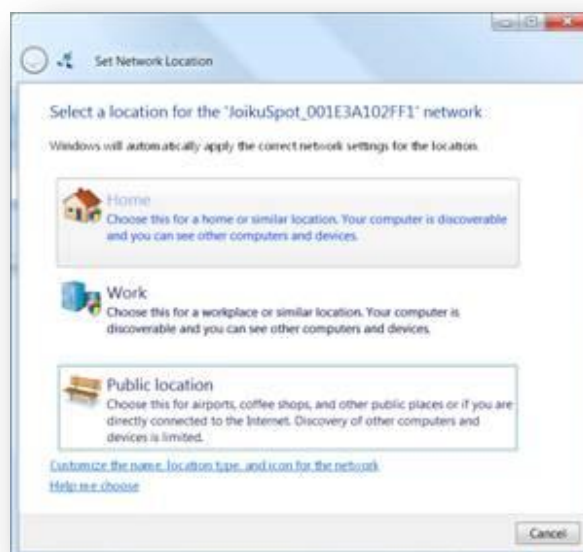 Set Network Location
Select a location for the 'JoikuSpot_001E3A102FF1' network
Windows will automatically apply the correct network settings for the location.
Home
Choose this for a home or similar location. Your computer is discoverable
and you can see other computers and devices.
Work
Choose this for a workplace or similar location. Your computer is
discoverable and you can see other computers and devices.
Public location
Choose this for airports, coffee shops, and other public places or if you are
directly connected to the Internet. Discovery of other computers and
devices is limited.
Customize the name, location type, and icon for the network
Help me choose
Cancel